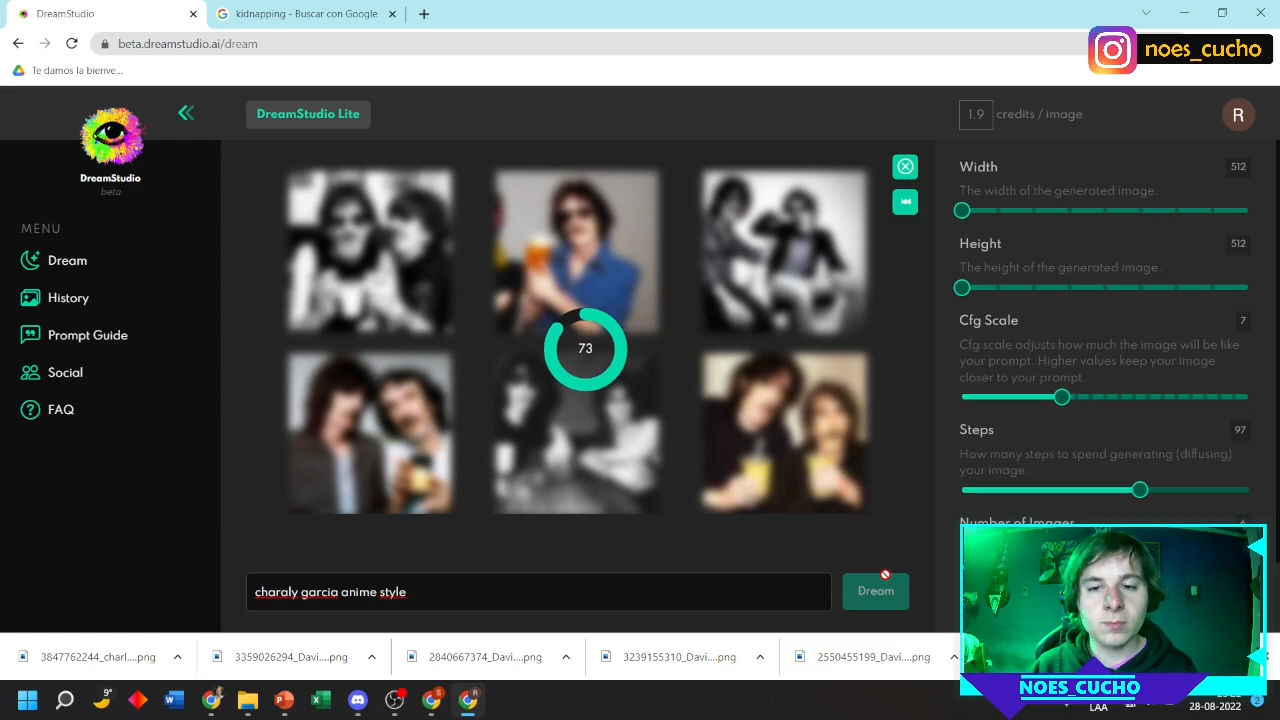 DreamStudio
kidnapping - Buscar con Google
beta.dreamstudio.ai/dream
Te damos la bienve...
noes_cucho
DreamStudio Lite
1.9 credits / image
R
DreamStudio
beta
MENU
Dream
History
Prompt Guide
Social
FAQ
73
Width
512
The width of the generated image.
Height
512
The height of the generated image.
Cfg Scale
7
Cfg scale adjusts how much the image will be like
your prompt. Higher values keep your image
closer to your prompt.
Steps
97
How many steps to spend generating (diffusing)
your image.
Number of Images
charaly garcia anime style
Dream
3847762244_charl....png
3359126294_Davi....png
2840667374_Davi....png
3239155310_Davi....png
2550455199_Davi....png
NOES_CUCHO
9°
LAA
28-08-2022
2